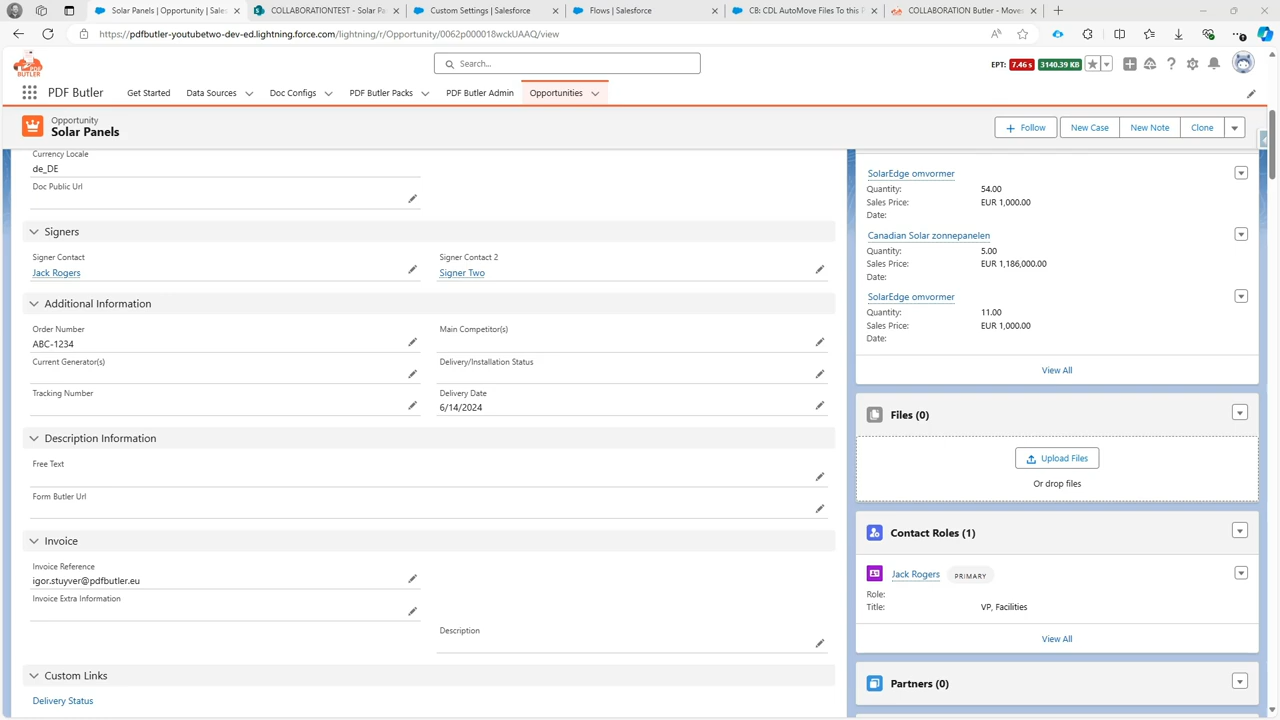 Solar Panels | Opportunity | Sales
COLLABORATIONTEST - Solar Pa
Custom Settings | Salesforce
Flows | Salesforce
CB: CDL AutoMove Files To this P
COLLABORATION Butler - Moves
https://pdfbutler-youtubetwo-dev-ed.lightning.force.com/lightning/r/Opportunity/0062p000018wckUAAQ/view
Search...
EPT: 7.46 s 3140.39 KB
PDF Butler
Get Started
Data Sources
Doc Configs
PDF Butler Packs
PDF Butler Admin
Opportunities
Opportunity
Solar Panels
Follow
New Case
New Note
Clone
Currency Locale
de_DE
Doc Public Url
Signers
Signer Contact
Jack Rogers
Signer Contact 2
Signer Two
Additional Information
Order Number
ABC-1234
Main Competitor(s)
Current Generator(s)
Delivery/Installation Status
Tracking Number
Delivery Date
6/14/2024
Description Information
Free Text
Form Butler Url
Invoice
Invoice Reference
igor.stuyver@pdfbutler.eu
Invoice Extra Information
Description
Custom Links
Delivery Status
SolarEdge omvormer
Quantity: 54.00
Sales Price: EUR 1,000.00
Date:
Canadian Solar zonnepanelen
Quantity: 5.00
Sales Price: EUR 1,186,000.00
Date:
SolarEdge omvormer
Quantity: 11.00
Sales Price: EUR 1,000.00
Date:
View All
Files (0)
Upload Files
Or drop files
Contact Roles (1)
Jack Rogers PRIMARY
Role:
Title: VP, Facilities
View All
Partners (0)